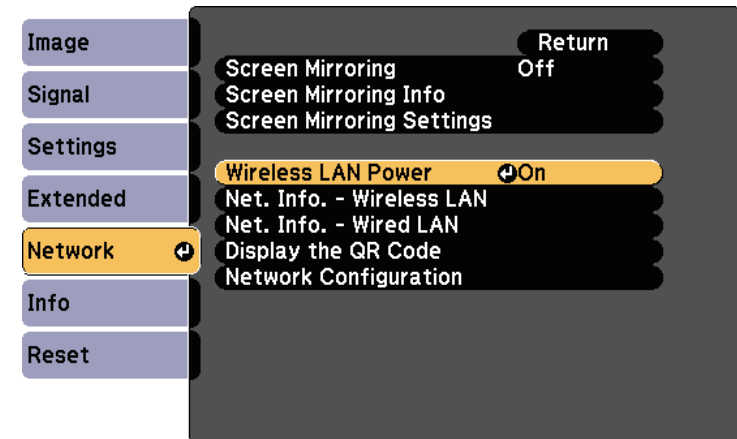 Image
Signal
Settings
Extended
Network
Info
Reset
Return
Screen Mirroring Off
Screen Mirroring Info
Screen Mirroring Settings
Wireless LAN Power On
Net. Info. - Wireless LAN
Net. Info. - Wired LAN
Display the QR Code
Network Configuration